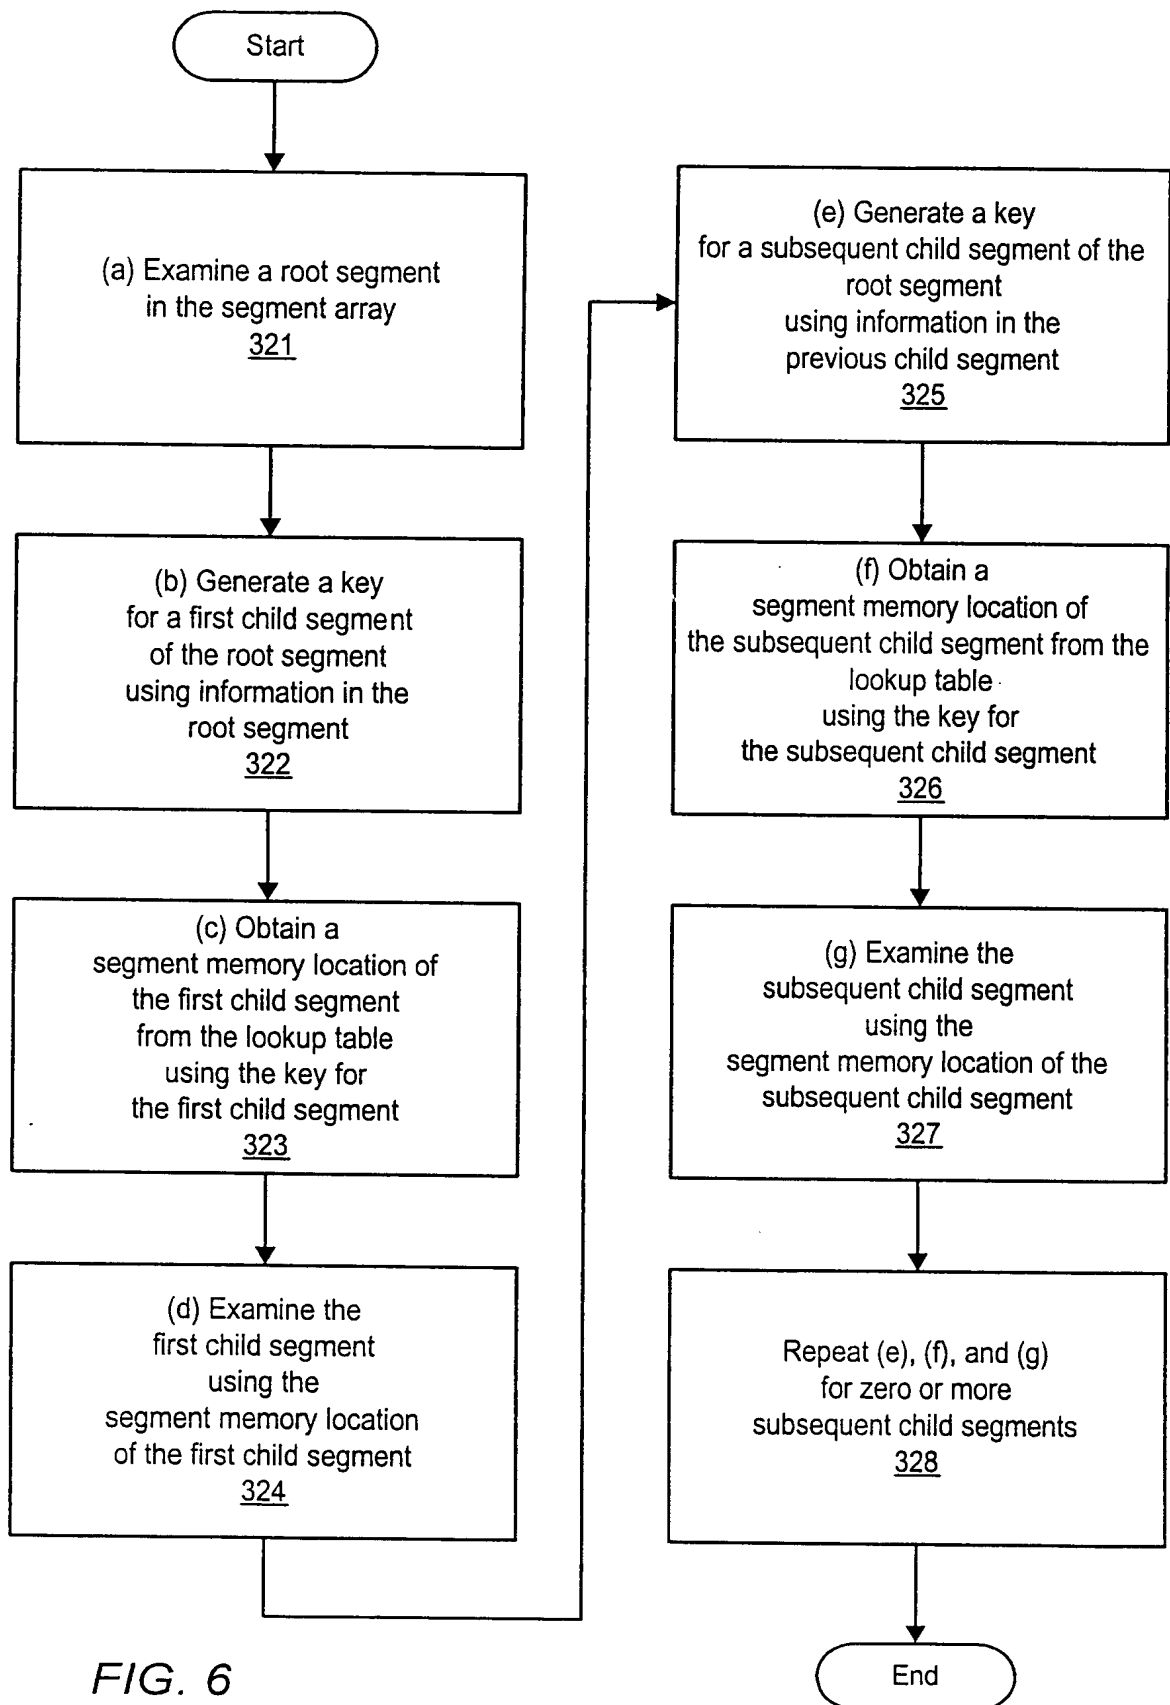 Start
(a) Examine a root segment
in the segment array
321
(b) Generate a key
for a first child segment
of the root segment
using information in the
root segment
322
(c) Obtain a
segment memory location of
the first child segment
from the lookup table
using the key for
the first child segment
323
(d) Examine the
first child segment
using the
segment memory location
of the first child segment
324
(e) Generate a key
for a subsequent child segment of the
root segment
using information in the
previous child segment
325
(f) Obtain a
segment memory location of
the subsequent child segment from the
lookup table
using the key for
the subsequent child segment
326
(g) Examine the
subsequent child segment
using the
segment memory location of the
subsequent child segment
327
Repeat (e), (f), and (g)
for zero or more
subsequent child segments
328
End
FIG. 6